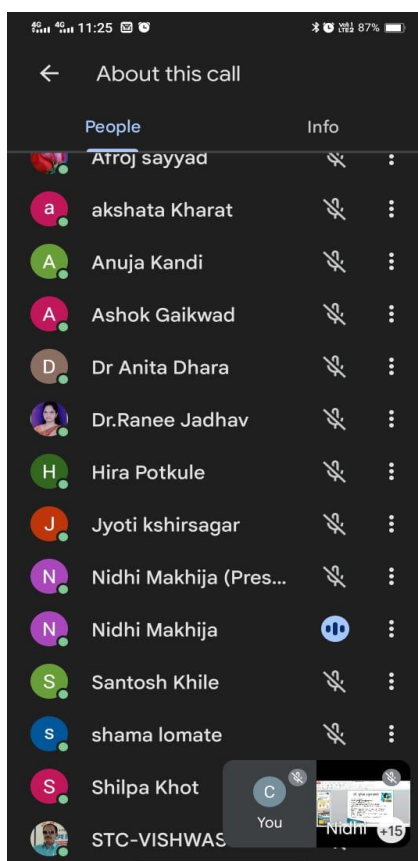 4G 4G 11:25 VoLTE LTE2 87%
About this call
People Info
Afroj sayyad
a akshata Kharat
A Anuja Kandi
A Ashok Gaikwad
D Dr Anita Dhara
Dr.Ranee Jadhav
H Hira Potkule
J Jyoti kshirsagar
N Nidhi Makhija (Pres...
N Nidhi Makhija
S Santosh Khile
s shama lomate
S Shilpa Khot
C
You
Nidhi +15
STC-VISHWAS